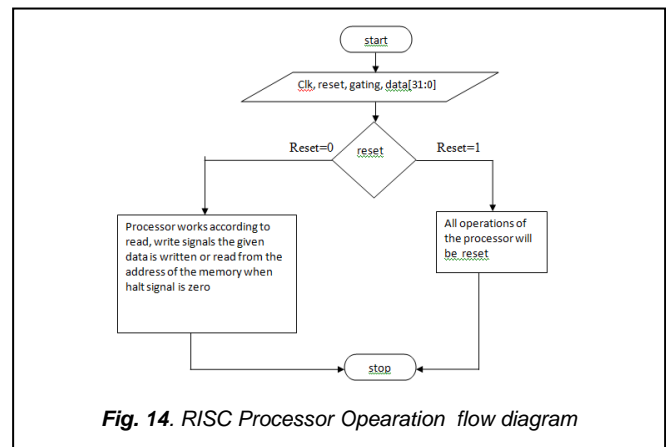 start
Clk, reset, gating, data[31:0]
Reset=0
reset
Reset=1
Processor works according to
read, write signals the given
data is written or read from the
address of the memory when
halt signal is zero
All operations of
the processor will
be reset
stop
Fig. 14. RISC Processor Opearation flow diagram